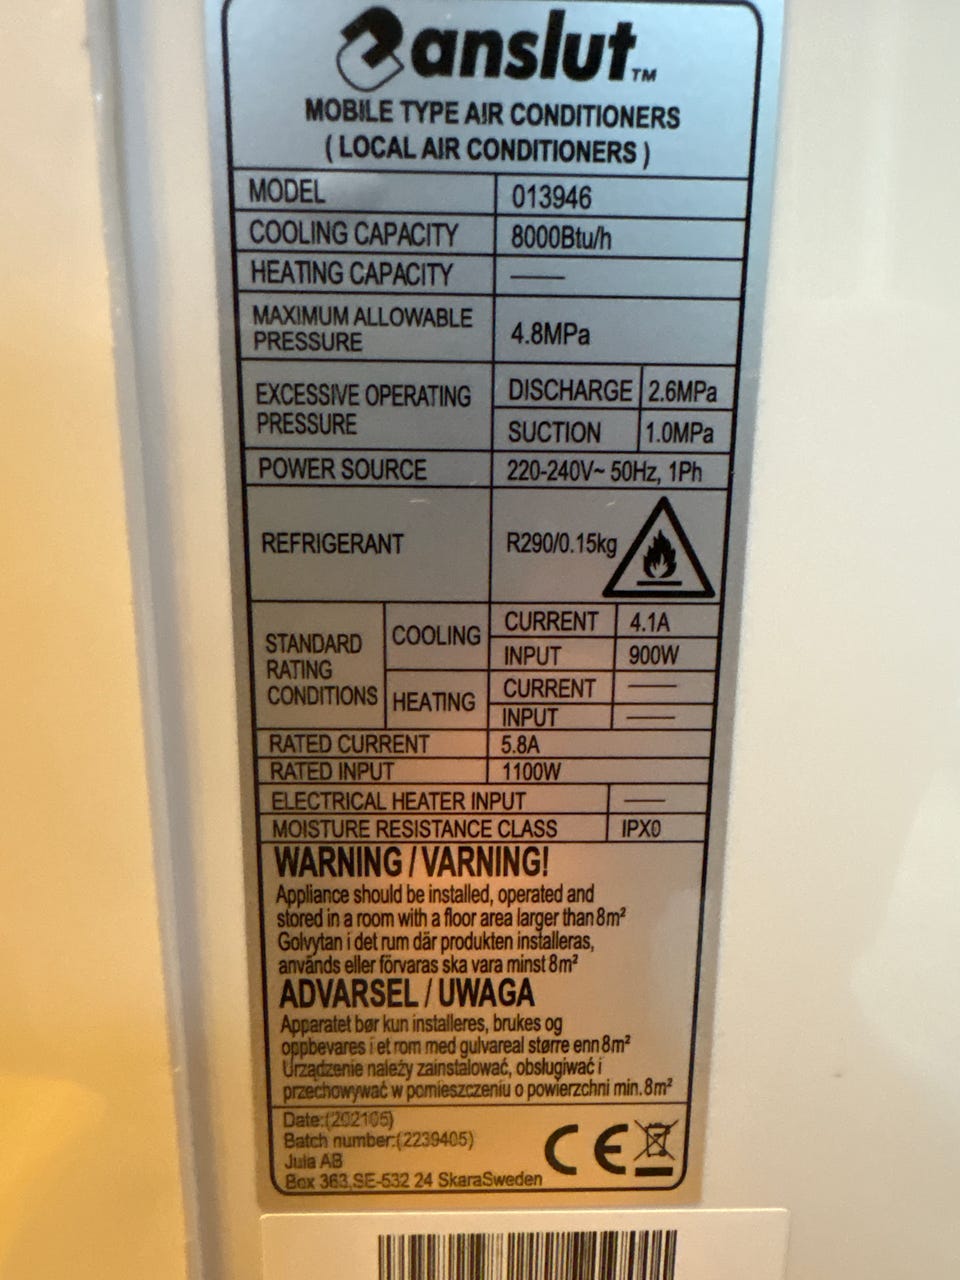 anslut™
MOBILE TYPE AIR CONDITIONERS
( LOCAL AIR CONDITIONERS )
MODEL 013946
COOLING CAPACITY 8000Btu/h
HEATING CAPACITY ——
MAXIMUM ALLOWABLE
PRESSURE 4.8MPa
EXCESSIVE OPERATING
PRESSURE
DISCHARGE 2.6MPa
SUCTION 1.0MPa
POWER SOURCE 220-240V~ 50Hz, 1Ph
REFRIGERANT R290/0.15kg
STANDARD
RATING
CONDITIONS
COOLING
CURRENT 4.1A
INPUT 900W
HEATING
CURRENT ——
INPUT ——
RATED CURRENT 5.8A
RATED INPUT 1100W
ELECTRICAL HEATER INPUT ——
MOISTURE RESISTANCE CLASS IPX0
WARNING / VARNING!
Appliance should be installed, operated and
stored in a room with a floor area larger than 8m²
Golvytan i det rum där produkten installeras,
används eller förvaras ska vara minst 8m²
ADVARSEL / UWAGA
Apparatet bør kun installeres, brukes og
oppbevares i et rom med gulvareal større enn 8m²
Urządzenie należy zainstalować, obsługiwać i
przechowywać w pomieszczeniu o powierzchni min. 8m²
Date:(202105)
Batch number:(2239405)
Jula AB
Box 363,SE-532 24 SkaraSweden
CE